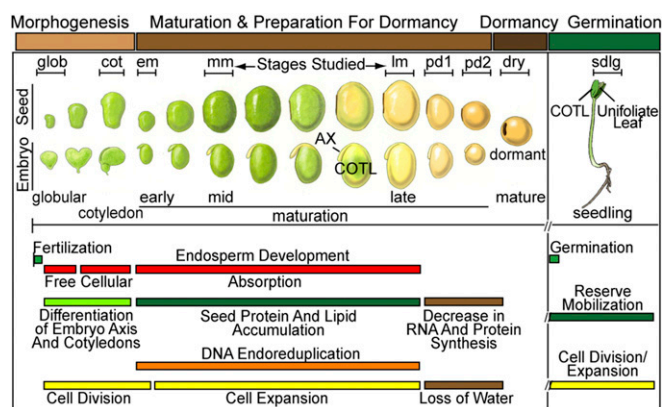 Morphogenesis
Maturation & Preparation For Dormancy
Dormancy
Germination
glob
cot
em
mm
Stages Studied
lm
pd1
pd2
dry
sdlg
Seed
COTL
Unifoliate
Leaf
AX
COTL
Embryo
dormant
globular
cotyledon
early
mid
late
mature
seedling
maturation
Fertilization
Endosperm Development
Germination
Free
Cellular
Absorption
Differentiation
of Embryo Axis
And Cotyledons
Seed Protein And Lipid
Accumulation
Decrease in
RNA And Protein
Synthesis
Reserve
Mobilization
DNA Endoreduplication
Cell Division
Cell Expansion
Loss of Water
Cell Division/
Expansion